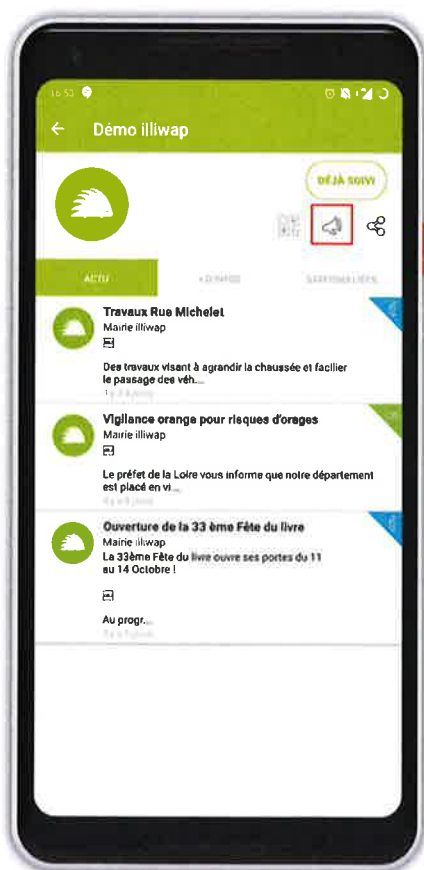 16:53
Démo illiwap
DÉJÀ SUIVI
ACTU
+ D'INFOS
Travaux Rue Michelet
Mairie illiwap
Des travaux visant à agrandir la chaussée et faciliter
le passage des véh...
Vigilance orange pour risques d'orages
Mairie illiwap
Le préfet de la Loire vous informe que notre département
est placé en vi...
Ouverture de la 33 ème Fête du livre
Mairie illiwap
La 33ème Fête du livre ouvre ses portes du 11
au 14 Octobre !
Au progr...